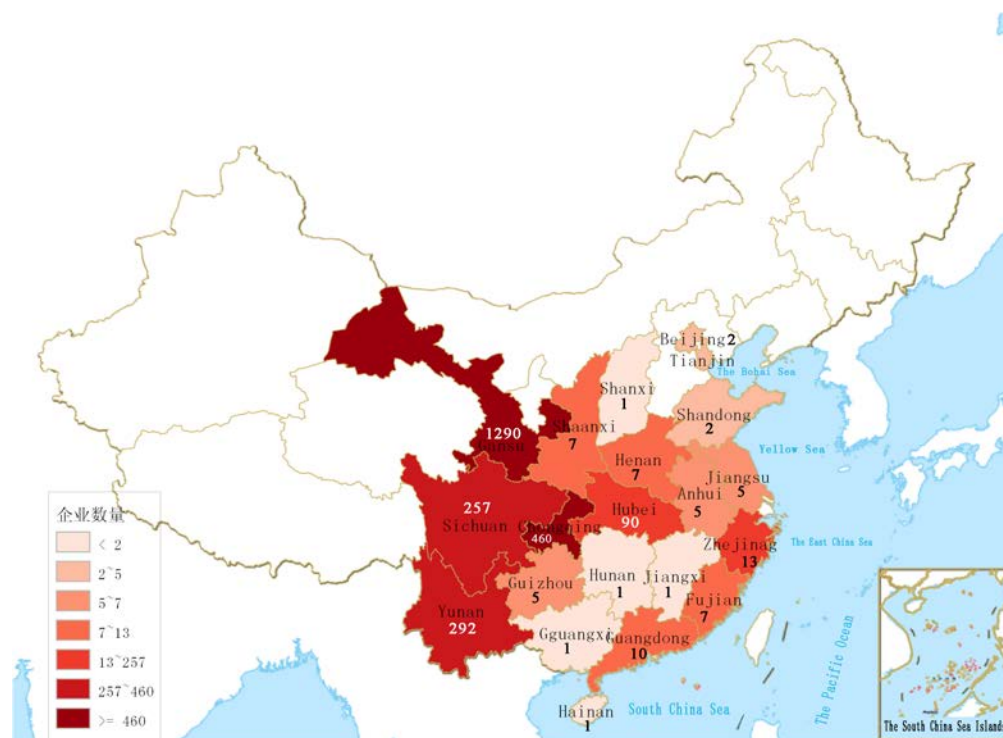 Beijing 2
Tianjin
The Bohai Sea
Shanxi
1
Shandong
2
1290
Gansu
Shaanxi
7
Henan
7
Yellow Sea
Jiangsu
5
Anhui
5
257
Sichuan
Chongqing
460
Hubei
90
Zhejinag
13
The East China Sea
企业数量
< 2
2~5
5~7
7~13
13~257
257~460
>= 460
Guizhou
5
Hunan
1
Jiangxi
1
Fujian
7
Yunan
292
Gguangxi
1
Guangdong
10
Hainan
1
South China Sea
The Pacific Ocean
The South China Sea Islands